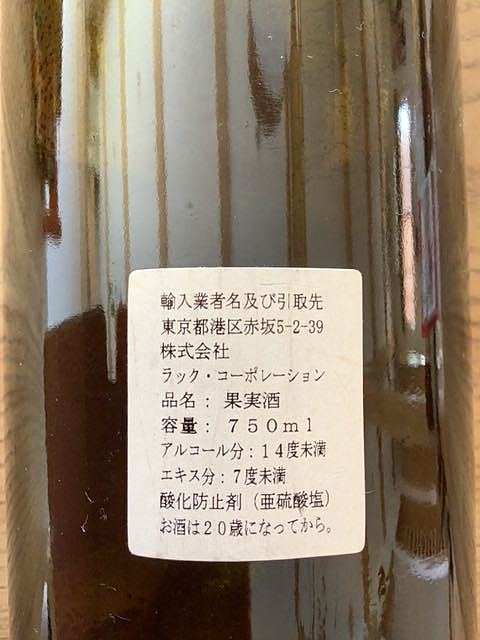 輸入業者名及び引取先
東京都港区赤坂5-2-39
株式会社
ラック・コーポレーション
品名：果実酒
容量：７５０ｍｌ
アルコール分：１４度未満
エキス分：７度未満
酸化防止剤（亜硫酸塩）
お酒は２０歳になってから。